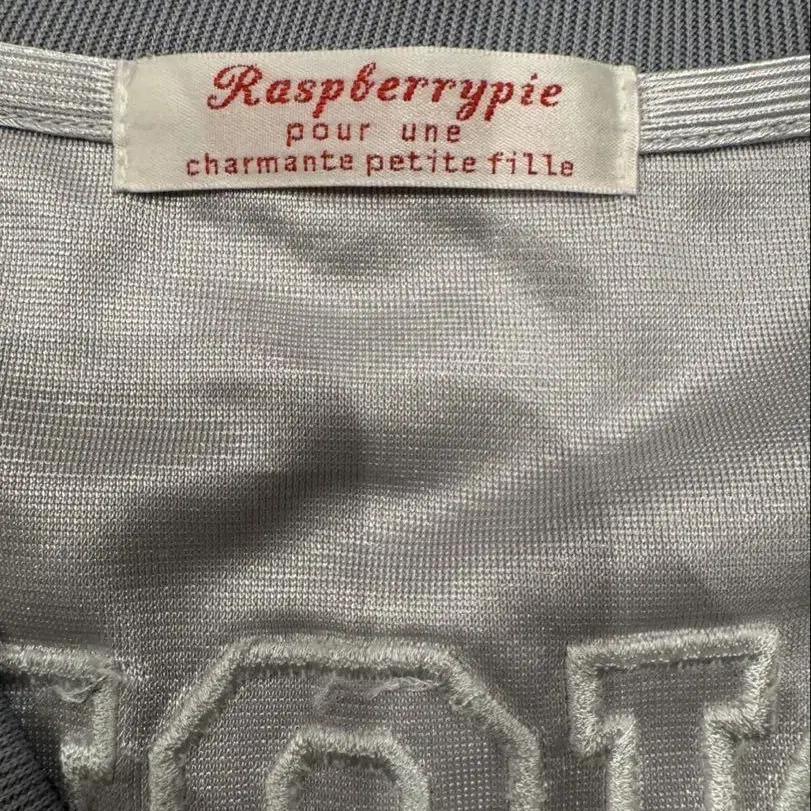 Raspberrypie
pour une
charmante petite fille